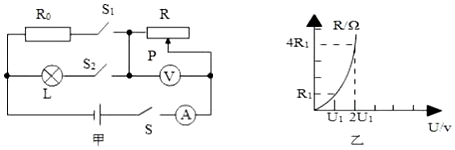 R₀ S₁ R
P
S₂ V
L
S A
甲
R/Ω
4R₁
R₁
U₁ 2U₁
U/v
乙